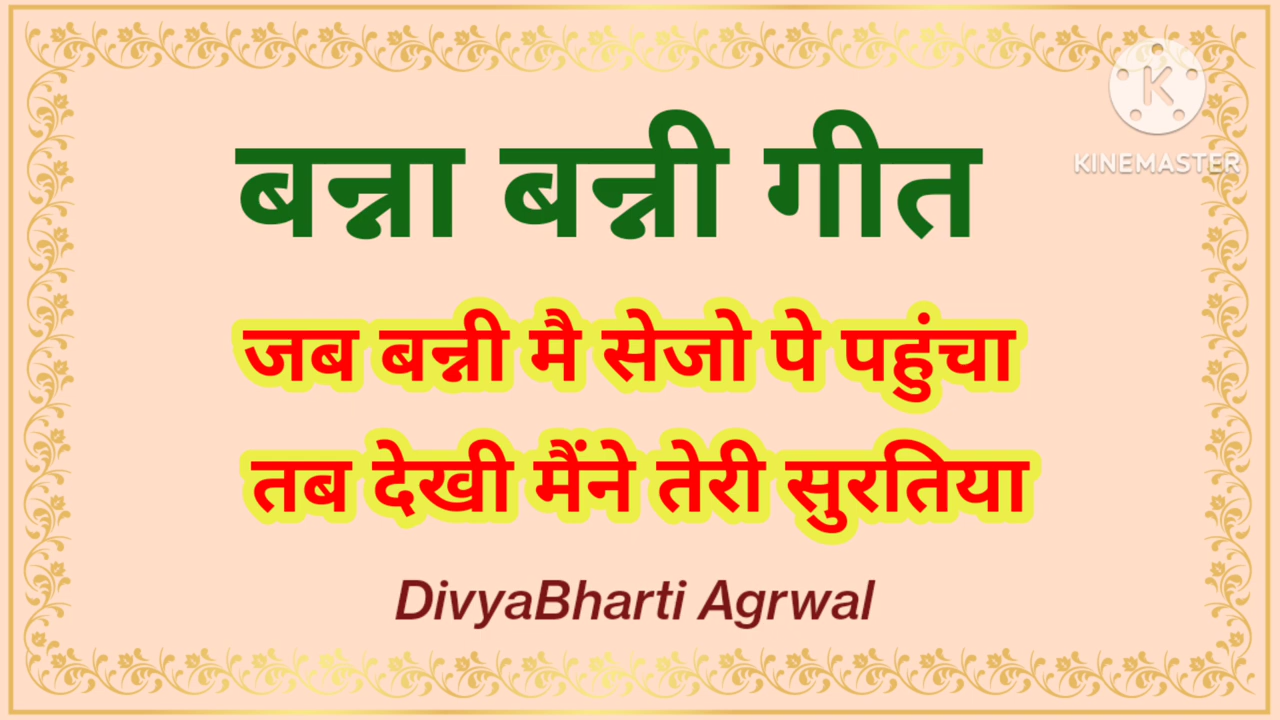 बन्ना बन्नी गीत
KINEMASTER
जब बन्नी मै सेजो पे पहुंचा
तब देखी मैंने तेरी सुरतिया
DivyaBharti Agrwal